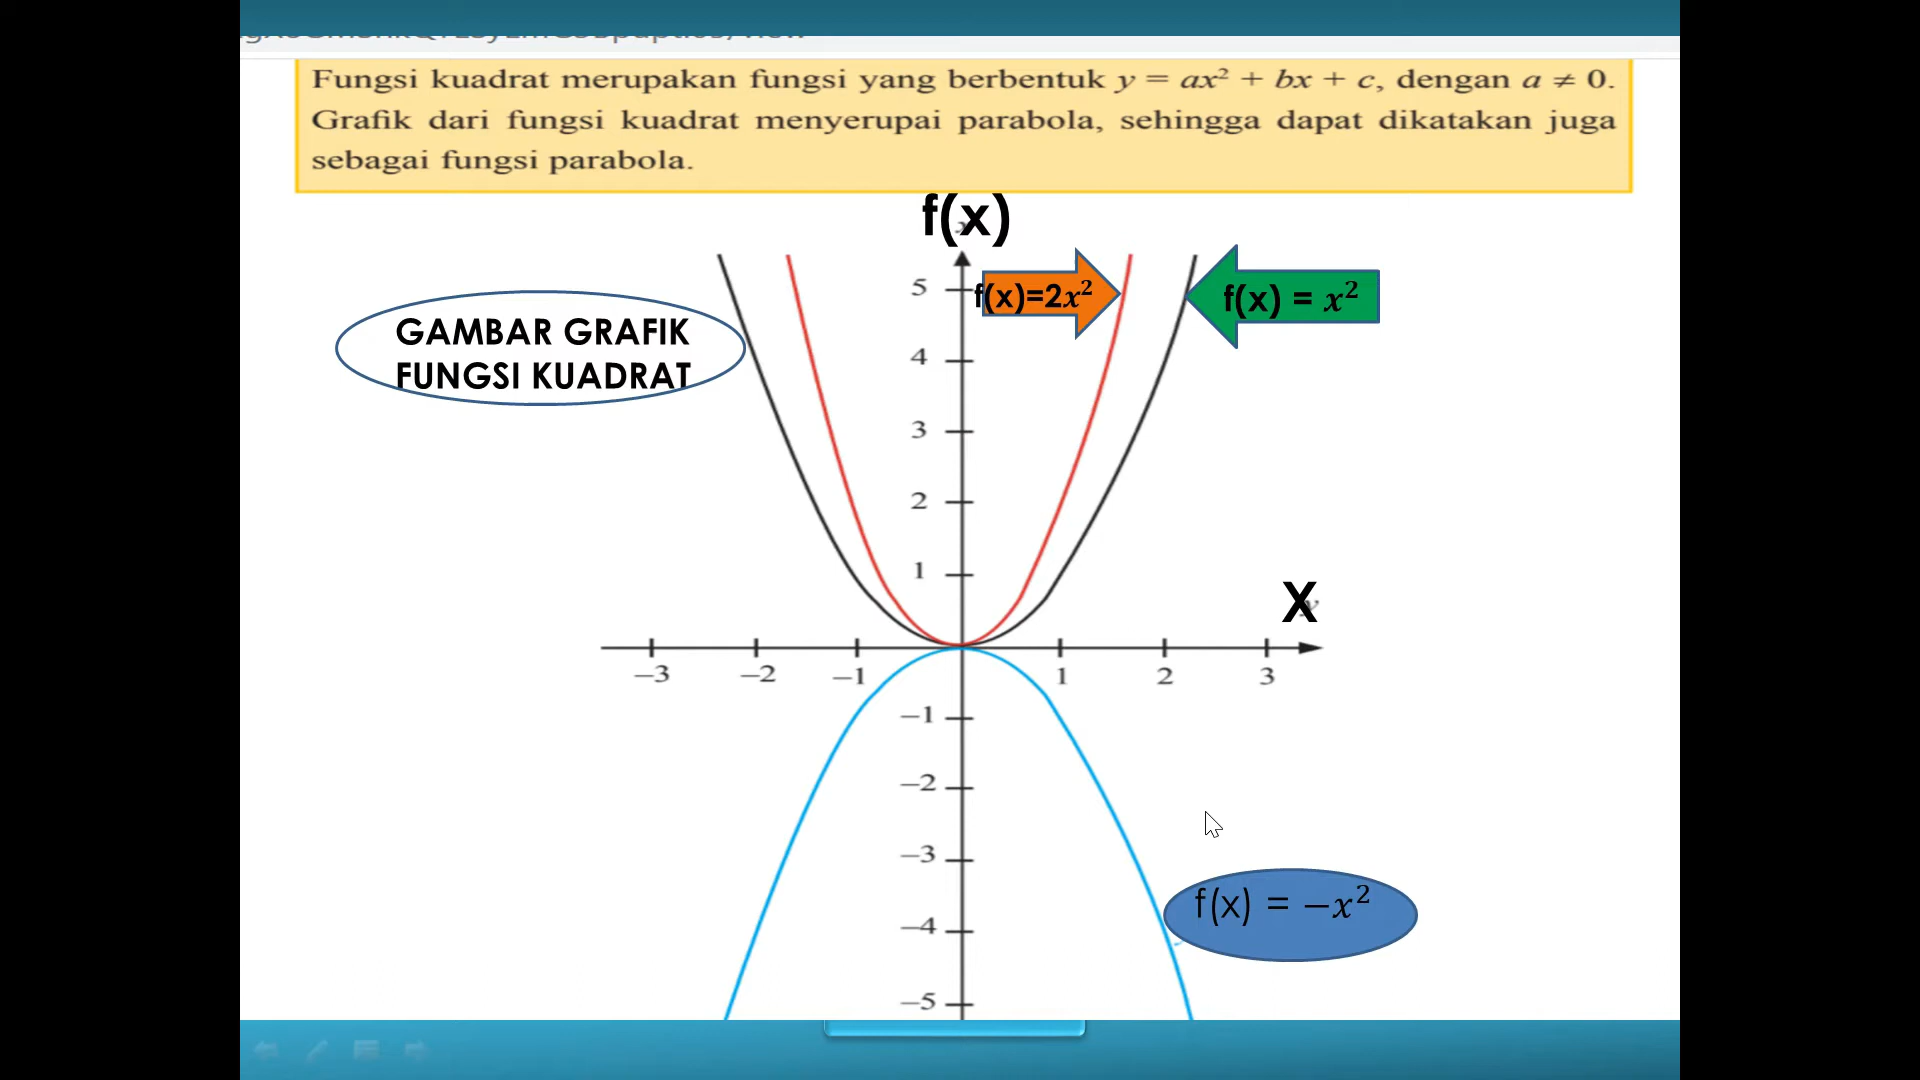 Fungsi kuadrat merupakan fungsi yang berbentuk y = ax² + bx + c, dengan a ≠ 0.
Grafik dari fungsi kuadrat menyerupai parabola, sehingga dapat dikatakan juga
sebagai fungsi parabola.
f(x)
GAMBAR GRAFIK
FUNGSI KUADRAT
f(x)=2x²
f(x) = x²
5
4
3
2
1
X
–3 –2 –1 1 2 3
–1
–2
–3
–4
–5
f(x) = −x²